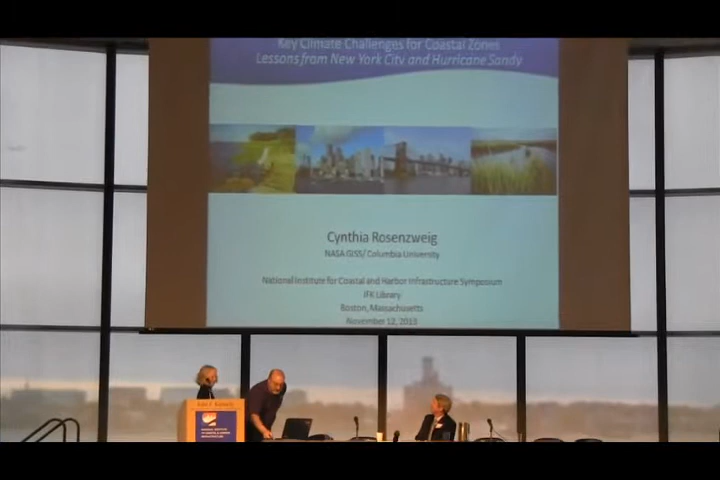 Key Climate Challenges for Coastal Zones
Lessons from New York City and Hurricane Sandy
Cynthia Rosenzweig
NASA GISS/ Columbia University
National Institute for Coastal and Harbor Infrastructure Symposium
JFK Library
Boston, Massachusetts
November 12, 2013